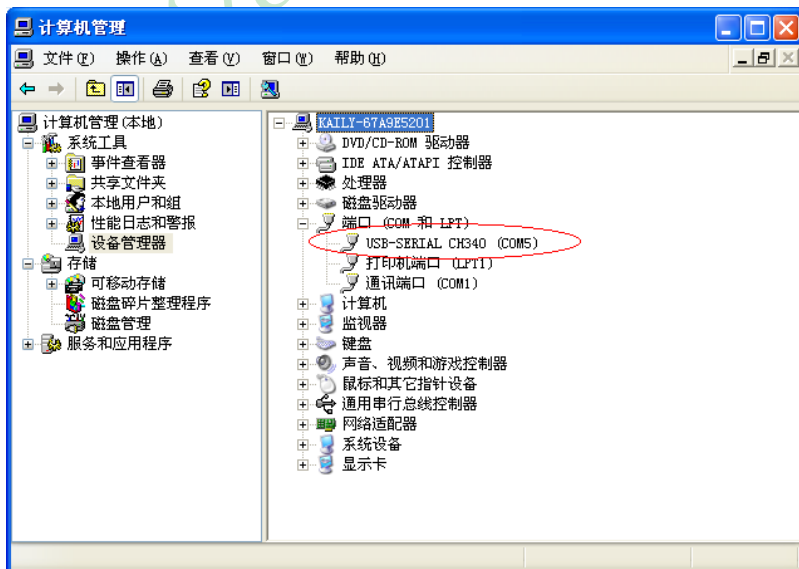 计算机管理
文件(F) 操作(A) 查看(V) 窗口(W) 帮助(H)
计算机管理(本地)
系统工具
事件查看器
共享文件夹
本地用户和组
性能日志和警报
设备管理器
存储
可移动存储
磁盘碎片整理程序
磁盘管理
服务和应用程序
KAILY-67A9E5201
DVD/CD-ROM 驱动器
IDE ATA/ATAPI 控制器
处理器
磁盘驱动器
端口 (COM 和 LPT)
USB-SERIAL CH340 (COM5)
打印机端口 (LPT1)
通讯端口 (COM1)
计算机
监视器
键盘
声音、视频和游戏控制器
鼠标和其它指针设备
通用串行总线控制器
网络适配器
系统设备
显示卡